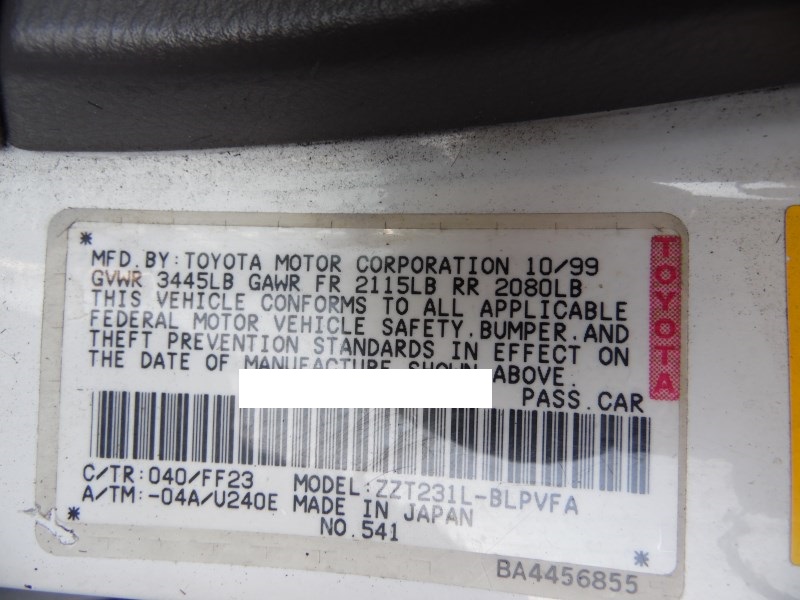 *
MFD.BY:TOYOTA MOTOR CORPORATION 10/99
GVWR 3445LB GAWR FR 2115LB RR 2080LB
THIS VEHICLE CONFORMS TO ALL APPLICABLE
FEDERAL MOTOR VEHICLE SAFETY.BUMPER.AND
THEFT PREVENTION STANDARDS IN EFFECT ON
THE DATE OF MANUFACTURE SHOWN ABOVE.
PASS.CAR
TOYOTA
C/TR:040/FF23 MODEL:ZZT231L-BLPVFA
A/TM:-04A/U240E MADE IN JAPAN
* NO.541 *
BA4456855